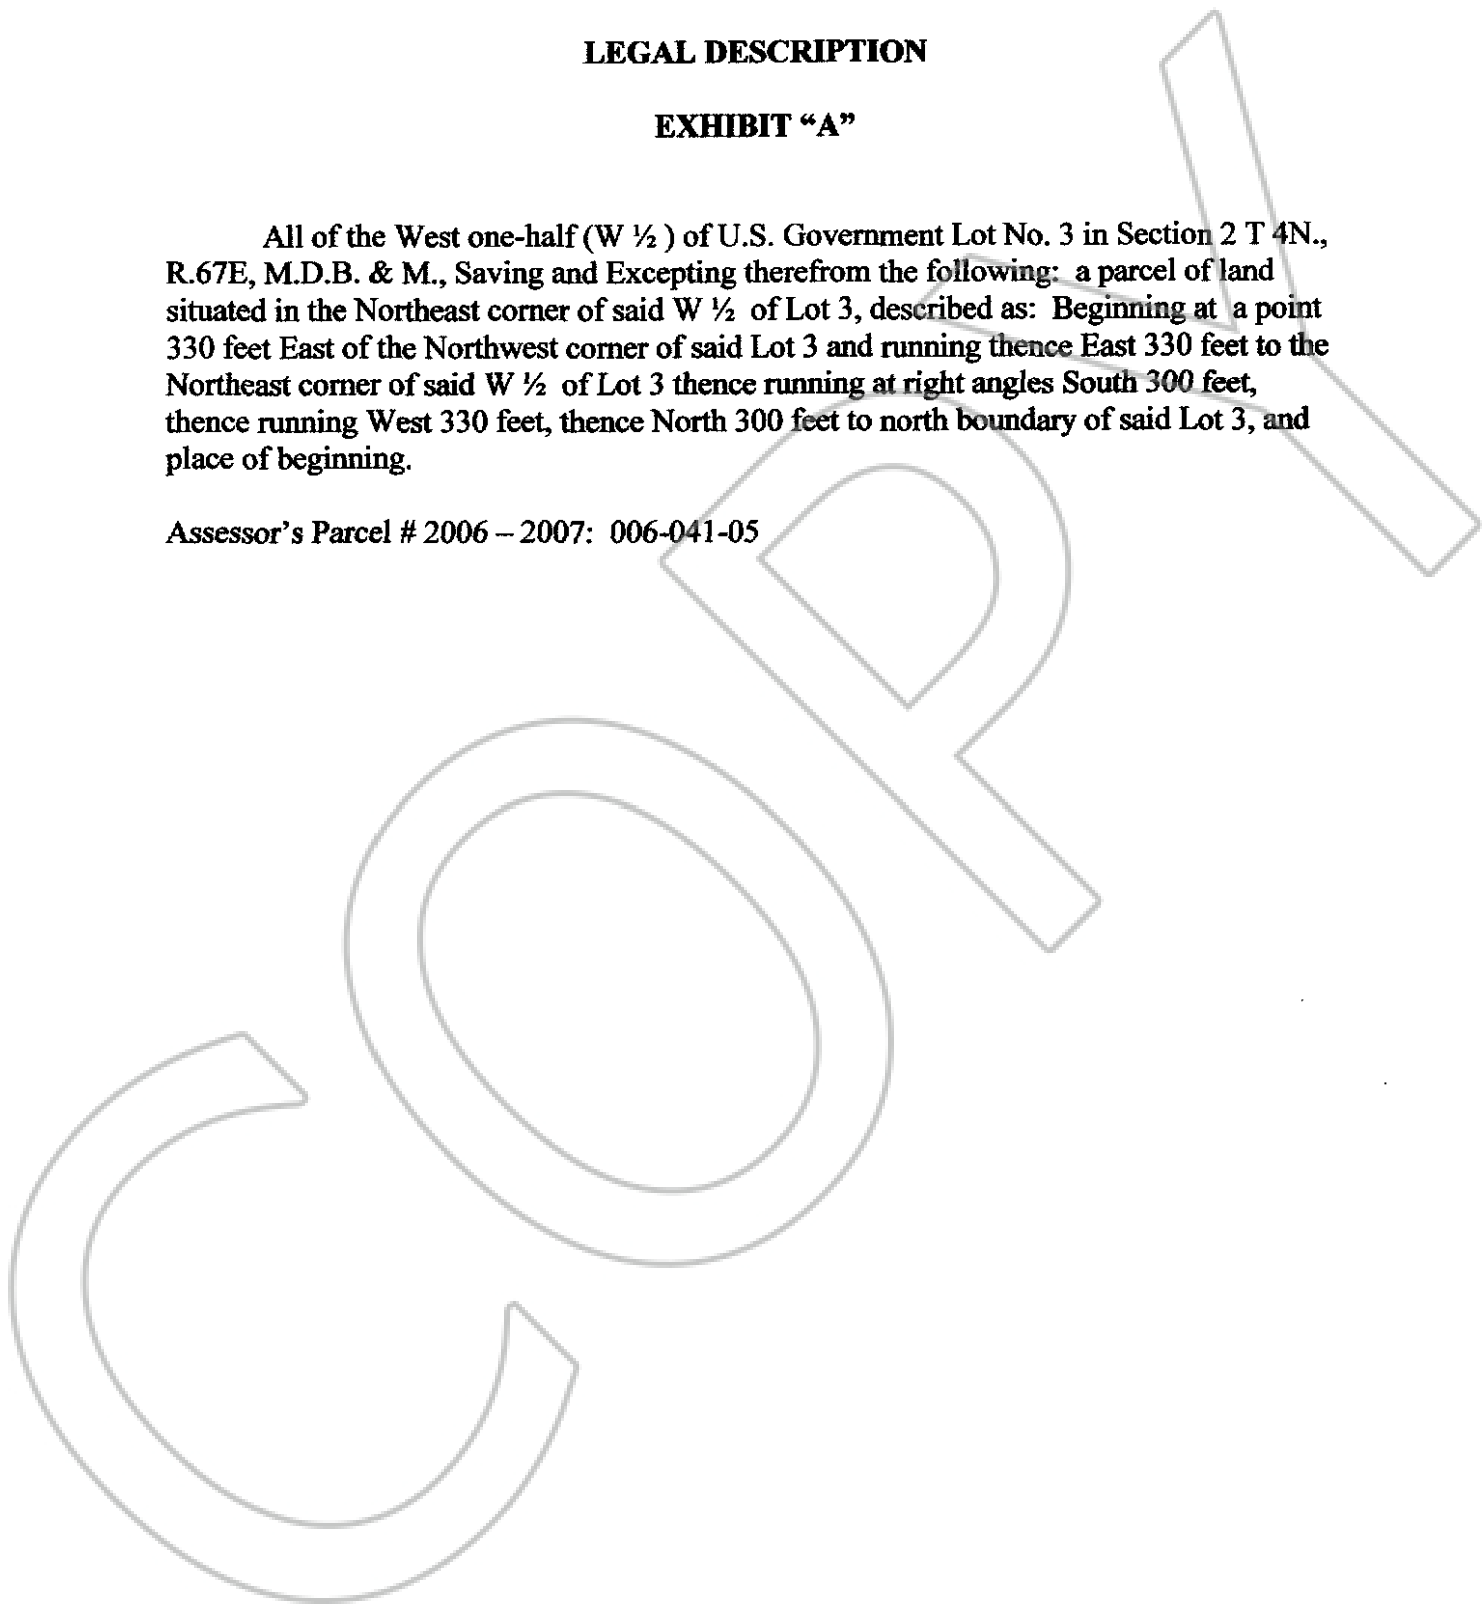 LEGAL DESCRIPTION
EXHIBIT “A”
All of the West one-half (W ½ ) of U.S. Government Lot No. 3 in Section 2 T 4N.,
R.67E, M.D.B. & M., Saving and Excepting therefrom the following: a parcel of land
situated in the Northeast corner of said W ½ of Lot 3, described as: Beginning at a point
330 feet East of the Northwest corner of said Lot 3 and running thence East 330 feet to the
Northeast corner of said W ½ of Lot 3 thence running at right angles South 300 feet,
thence running West 330 feet, thence North 300 feet to north boundary of said Lot 3, and
place of beginning.
Assessor’s Parcel # 2006 – 2007: 006-041-05
COPY